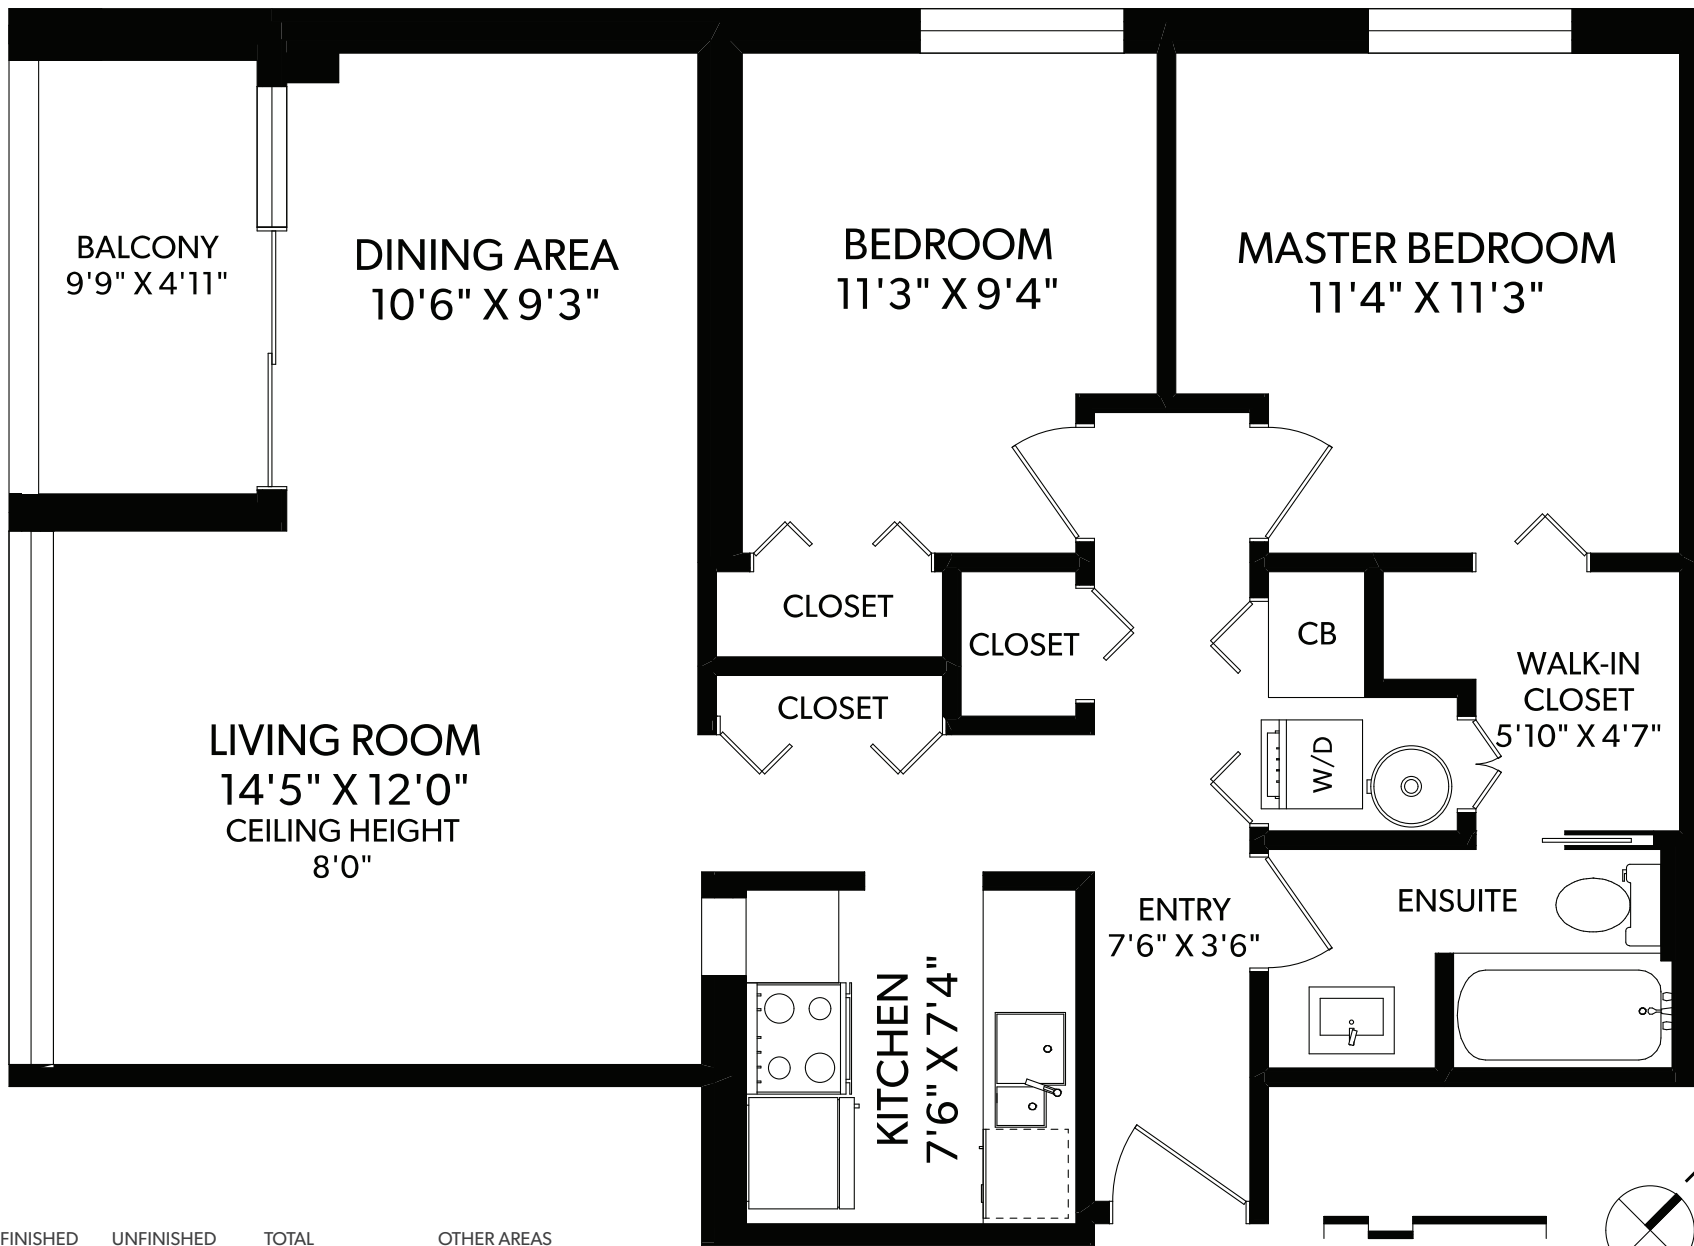 BALCONY
9'9" X 4'11"
DINING AREA
10'6" X 9'3"
BEDROOM
11'3" X 9'4"
MASTER BEDROOM
11'4" X 11'3"
CLOSET
CLOSET
CB
WALK-IN
CLOSET
5'10" X 4'7"
CLOSET
LIVING ROOM
14'5" X 12'0"
CEILING HEIGHT
8'0"
W/D
ENSUITE
ENTRY
7'6" X 3'6"
KITCHEN
7'6" X 7'4"
FINISHED UNFINISHED TOTAL OTHER AREAS